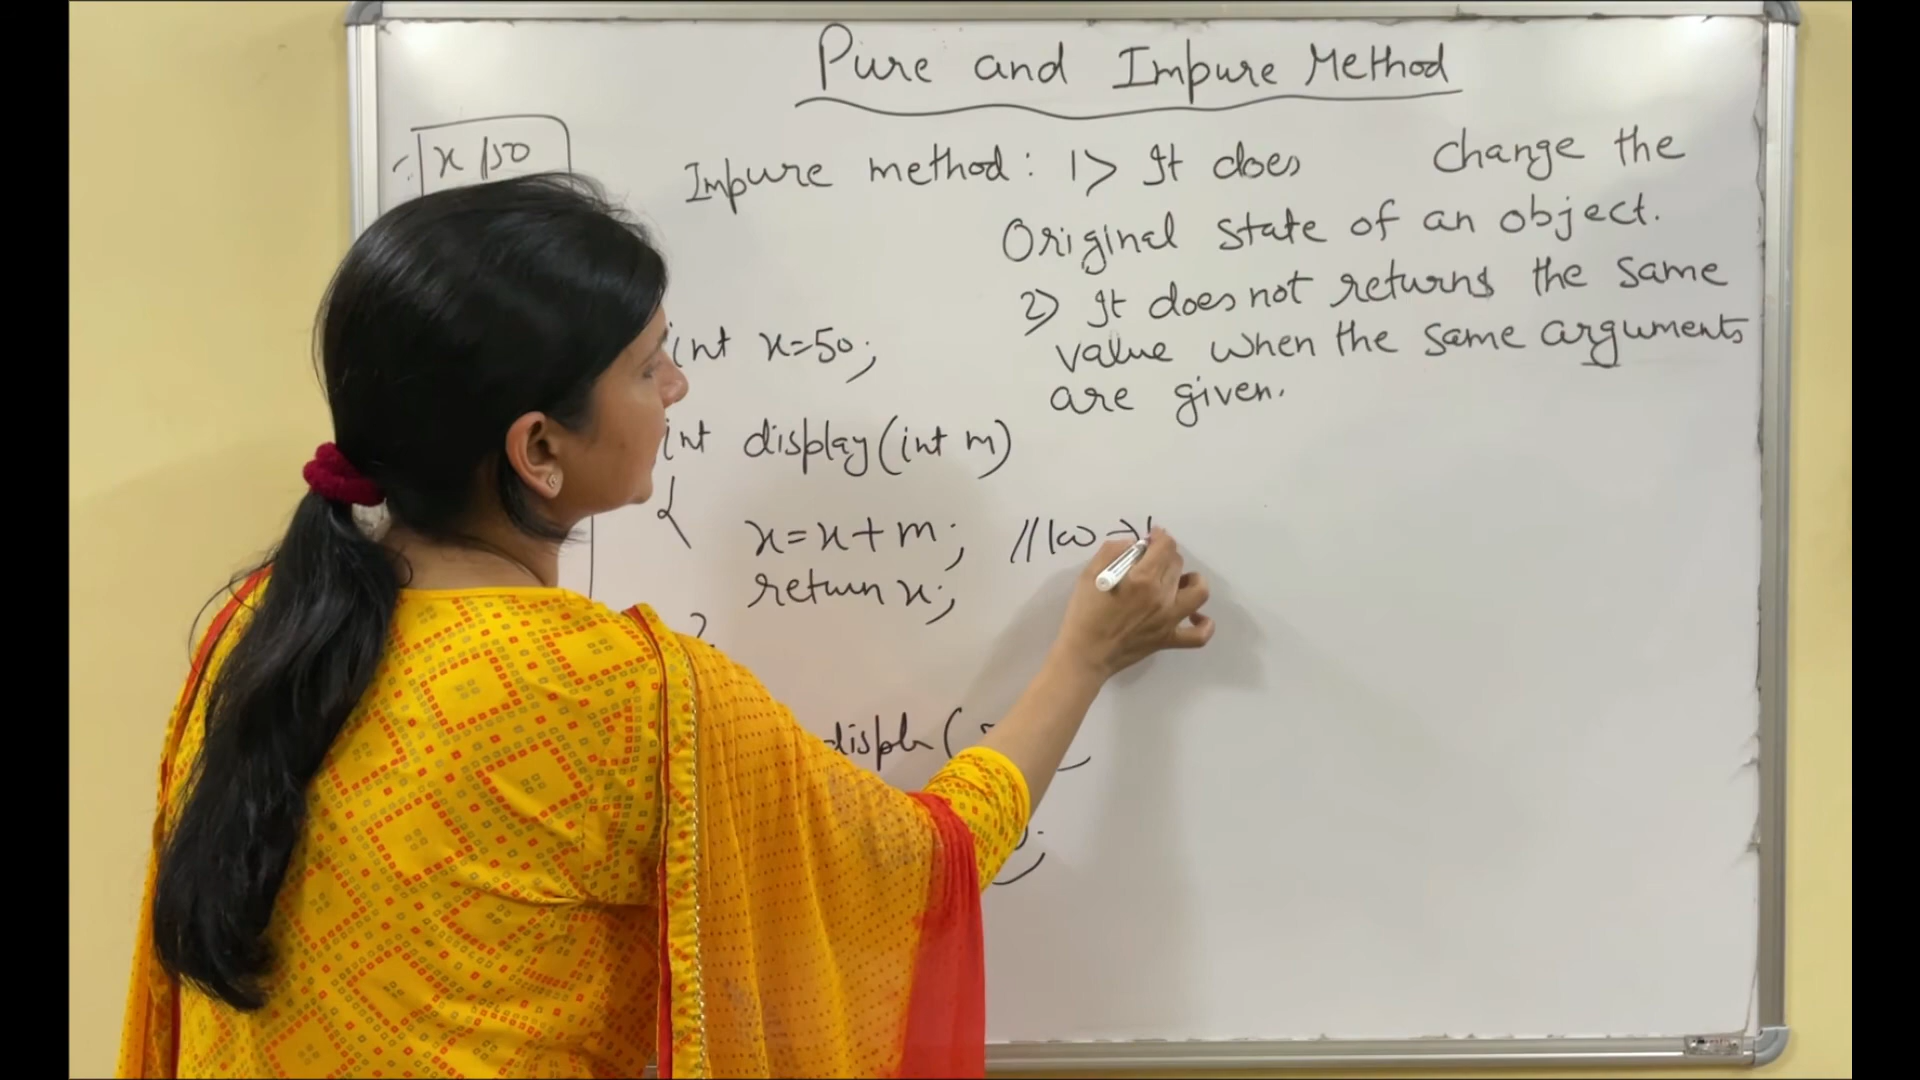 Pure and Impure Method
x 150
Impure method: 1> It does change the
Original state of an object.
2) It does not returns the same
value when the same arguments
are given.
int x=50;
int display(int m)
{
x=x+m; //100 →
return x;